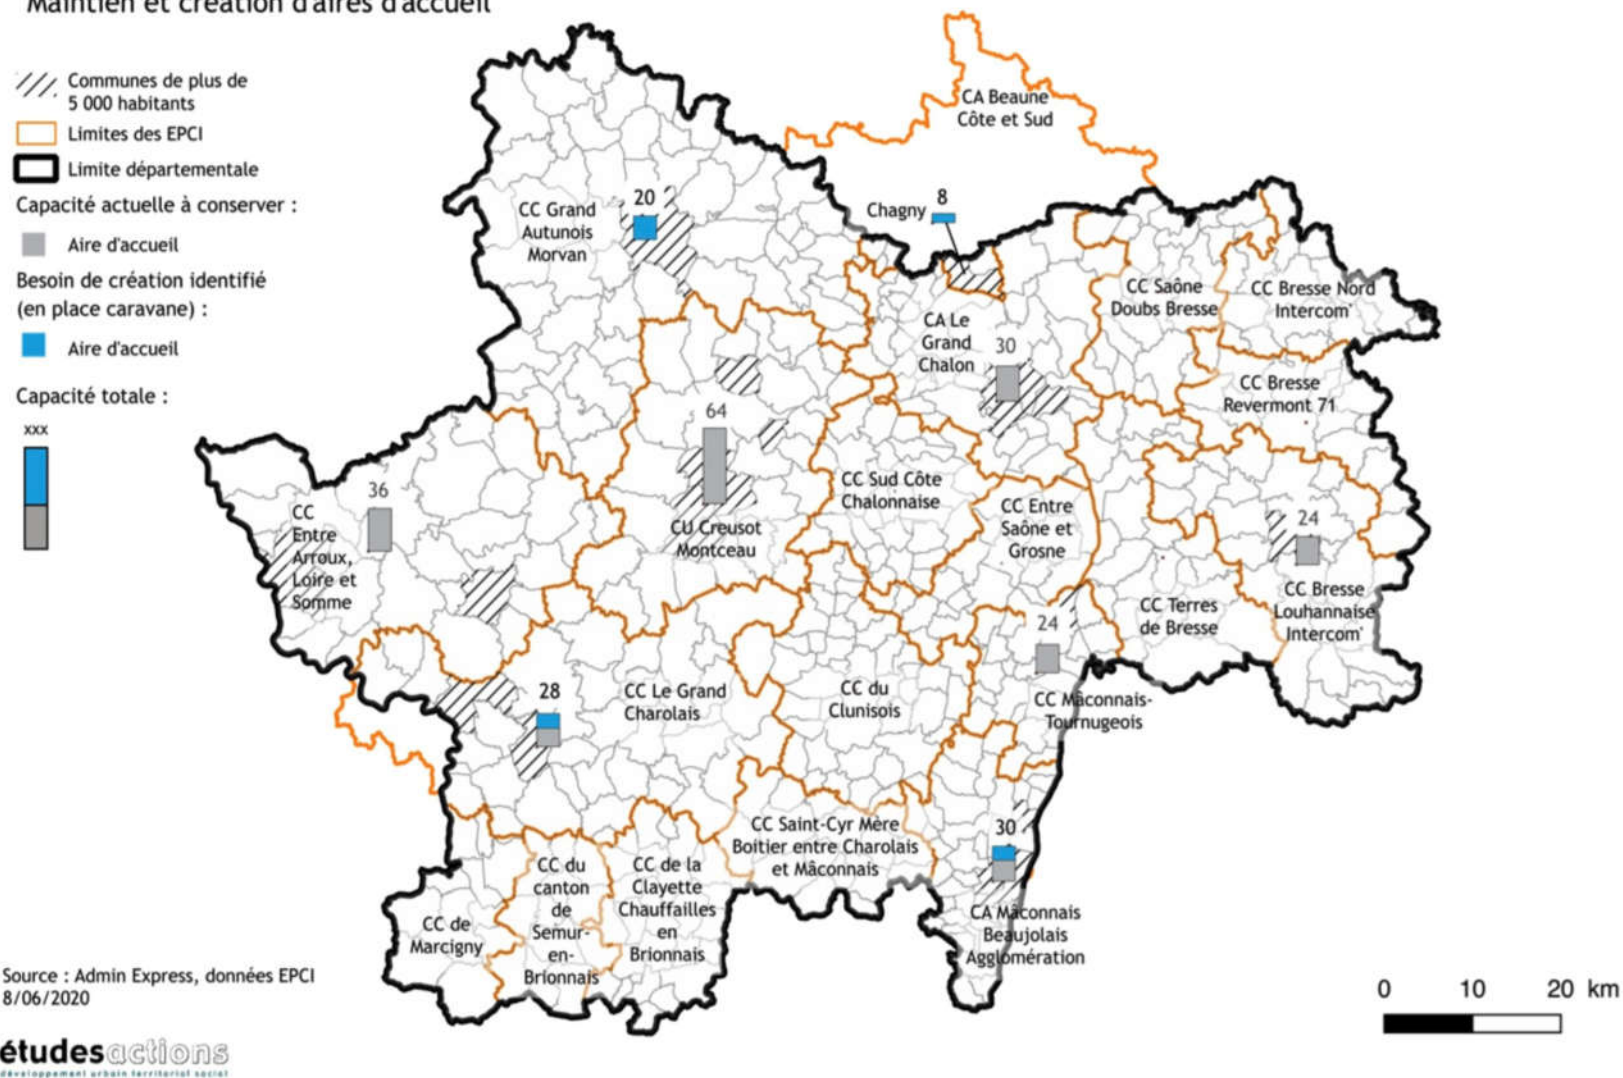 Maintien et création d'aires d'accueil
Communes de plus de
5 000 habitants
Limites des EPCI
Limite départementale
Capacité actuelle à conserver :
Aire d'accueil
Besoin de création identifié
(en place caravane) :
Aire d'accueil
Capacité totale :
xxx
CA Beaune
Côte et Sud
20
CC Grand
Autunois
Morvan
Chagny
8
CC Saône
Doubs Bresse
CC Bresse Nord
Intercom'
CA Le
Grand
Chalon
30
CC Bresse
Revermont 71
64
CU Creusot
Montceau
36
CC
Entre
Arroux,
Loire et
Somme
CC Sud Côte
Chalonnaise
CC Entre
Saône et
Grosne
24
CC Bresse
Louhannaise
Intercom'
CC Terres
de Bresse
24
CC Mâconnais-
Tournugeois
28
CC Le Grand
Charolais
CC du
Clunisois
CC Saint-Cyr Mère
Boitier entre Charolais
et Mâconnais
30
CA Mâconnais
Beaujolais
Agglomération
CC du
canton
de
Semur-
en-
Brionnais
CC de la
Clayette
Chauffailles
en
Brionnais
CC de
Marcigny
Source : Admin Express, données EPCI
8/06/2020
étudesactions
développement urbain territorial social
0 10 20 km